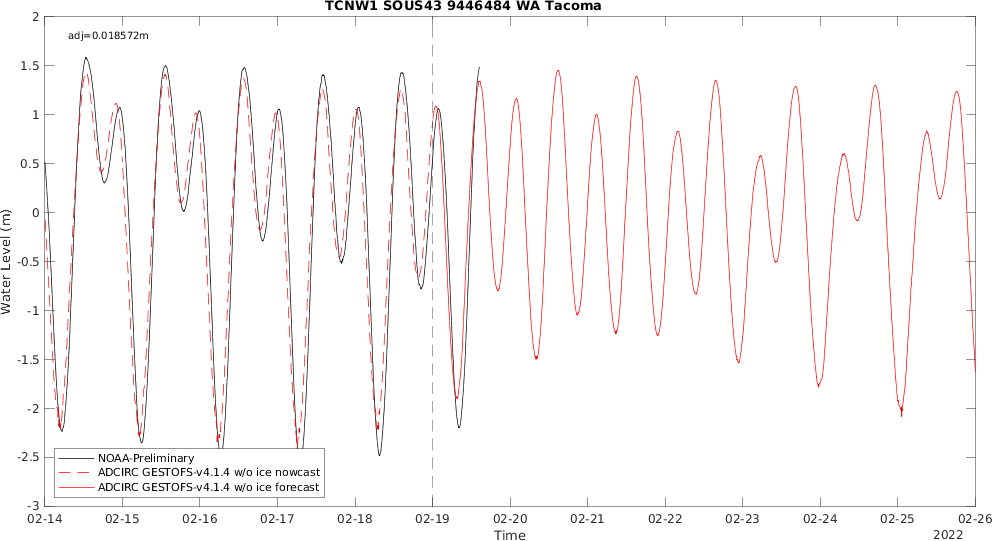 TCNW1 SOUS43 9446484 WA Tacoma
adj=0.018572m
Water Level (m)
2
1.5
1
0.5
0
-0.5
-1
-1.5
-2
-2.5
-3
NOAA-Preliminary
ADCIRC GESTOFS-v4.1.4 w/o ice nowcast
ADCIRC GESTOFS-v4.1.4 w/o ice forecast
02-14 02-15 02-16 02-17 02-18 02-19 02-20 02-21 02-22 02-23 02-24 02-25 02-26
Time
2022